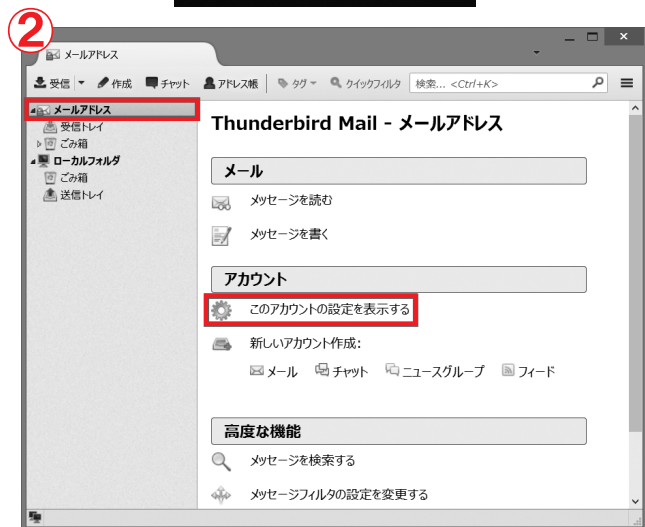 ②
メールアドレス
受信 作成 チャット アドレス帳 タグ クイックフィルタ 検索... <Ctrl+K>
メールアドレス
受信トレイ
ごみ箱
ローカルフォルダ
ごみ箱
送信トレイ
Thunderbird Mail - メールアドレス
メール
メッセージを読む
メッセージを書く
アカウント
このアカウントの設定を表示する
新しいアカウント作成:
メール チャット ニュースグループ フィード
高度な機能
メッセージを検索する
メッセージフィルタの設定を変更する